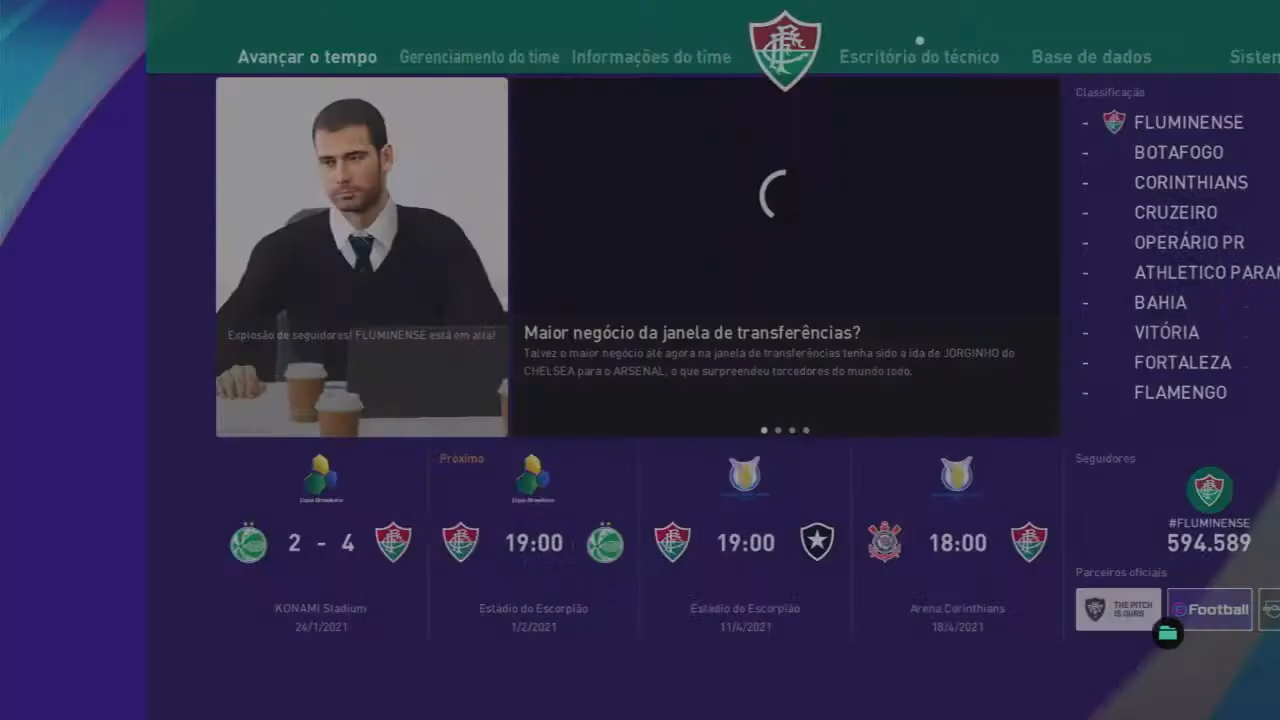 Avançar o tempo
Gerenciamento do time
Informações do time
Escritório do técnico
Base de dados
Sisten
Explosão de seguidores! FLUMINENSE está em alta!
Maior negócio da janela de transferências?
Talvez o maior negócio até agora na janela de transferências tenha sido a ida de JORGINHO do
CHELSEA para o ARSENAL, o que surpreendeu torcedores do mundo todo.
Classificação
- FLUMINENSE
- BOTAFOGO
- CORINTHIANS
- CRUZEIRO
- OPERÁRIO PR
- ATHLETICO PARAN
- BAHIA
- VITÓRIA
- FORTALEZA
- FLAMENGO
2 - 4
KONAMI Stadium
24/1/2021
Próximo
19:00
Estádio do Escorpião
1/2/2021
19:00
Estádio do Escorpião
11/4/2021
18:00
Arena Corinthians
18/4/2021
Seguidores
#FLUMINENSE
594.589
Parceiros oficiais
THE PITCH
IS OURS
eFootball